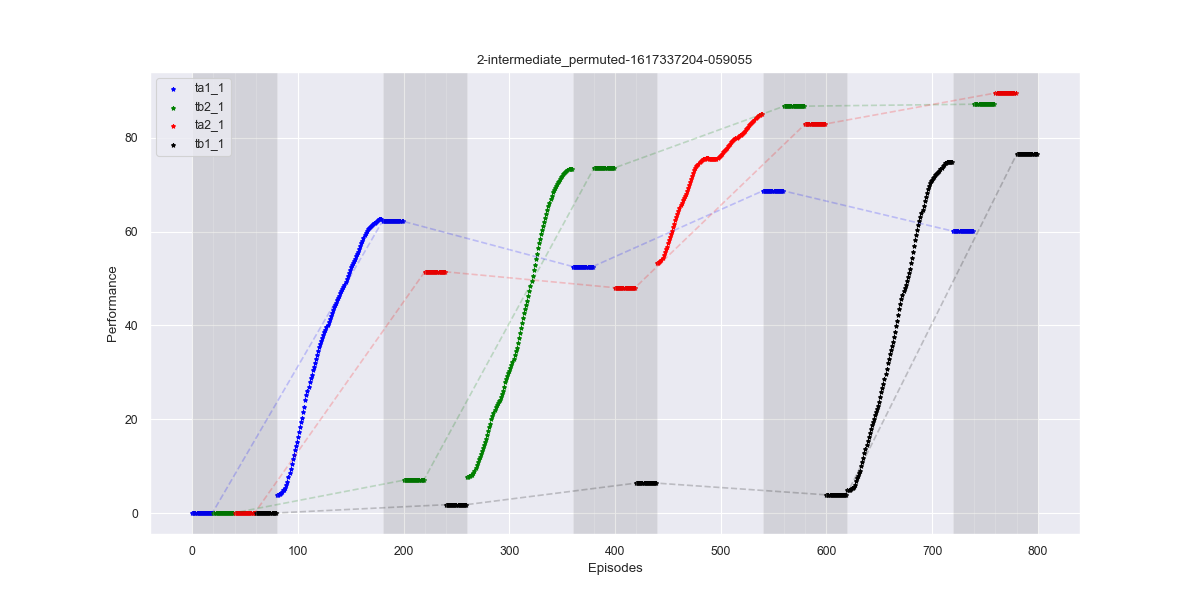 2-intermediate_permuted-1617337204-059055
ta1_1
tb2_1
ta2_1
tb1_1
80
60
40
20
0
Performance
0 100 200 300 400 500 600 700 800
Episodes